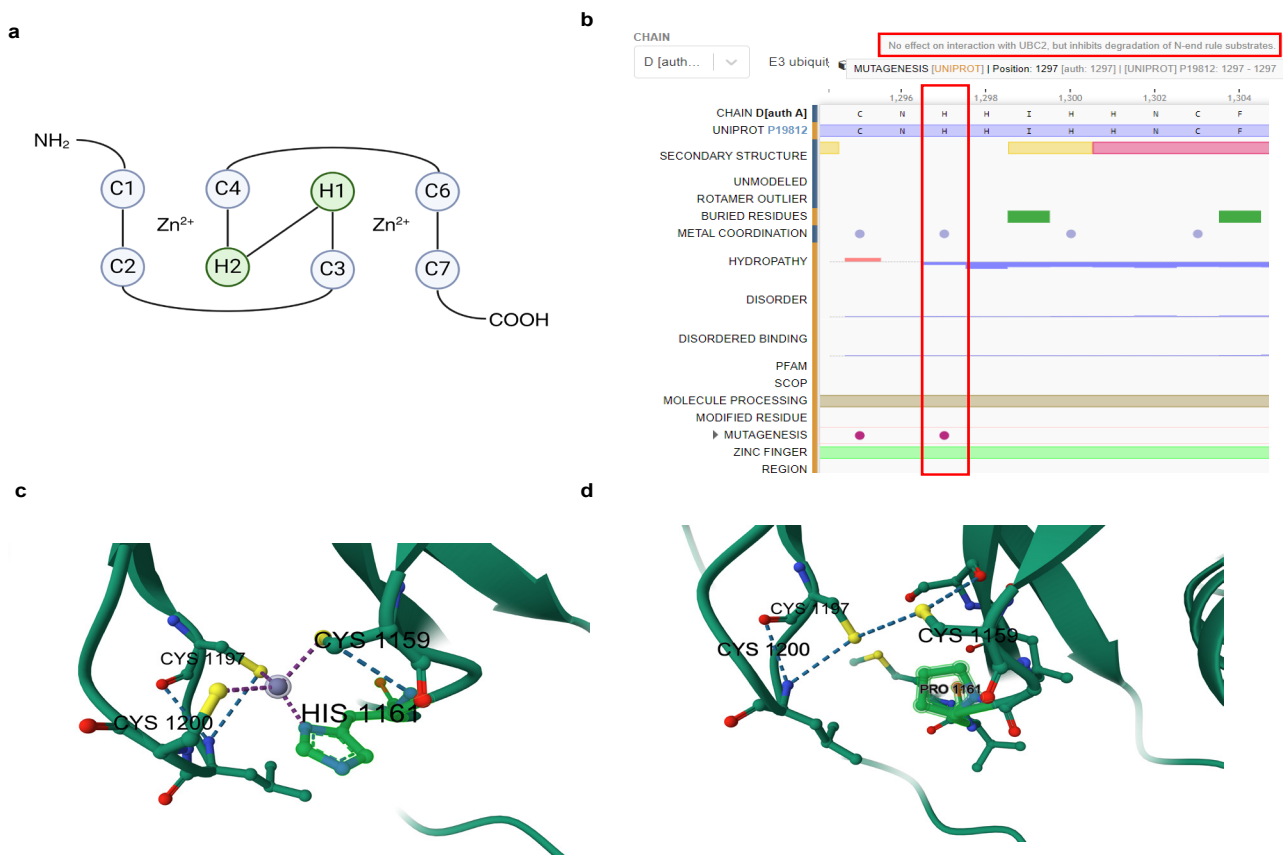 a
NH₂
C1
C4
H1
C6
Zn²⁺
Zn²⁺
C2
H2
C3
C7
COOH
b
CHAIN
D [auth...
E3 ubiquit
No effect on interaction with UBC2, but inhibits degradation of N-end rule substrates.
MUTAGENESIS [UNIPROT] | Position: 1297 [auth: 1297] | [UNIPROT] P19812: 1297 - 1297
1,296 1,298 1,300 1,302 1,304
CHAIN D[auth A] C N H H I H H N C F
UNIPROT P19812 C N H H I H H N C F
SECONDARY STRUCTURE
UNMODELED
ROTAMER OUTLIER
BURIED RESIDUES
METAL COORDINATION
HYDROPATHY
DISORDER
DISORDERED BINDING
PFAM
SCOP
MOLECULE PROCESSING
MODIFIED RESIDUE
MUTAGENESIS
ZINC FINGER
REGION
c
CYS 1197
CYS 1159
CYS 1200
HIS 1161
d
CYS 1197
CYS 1159
CYS 1200
PRO 1161